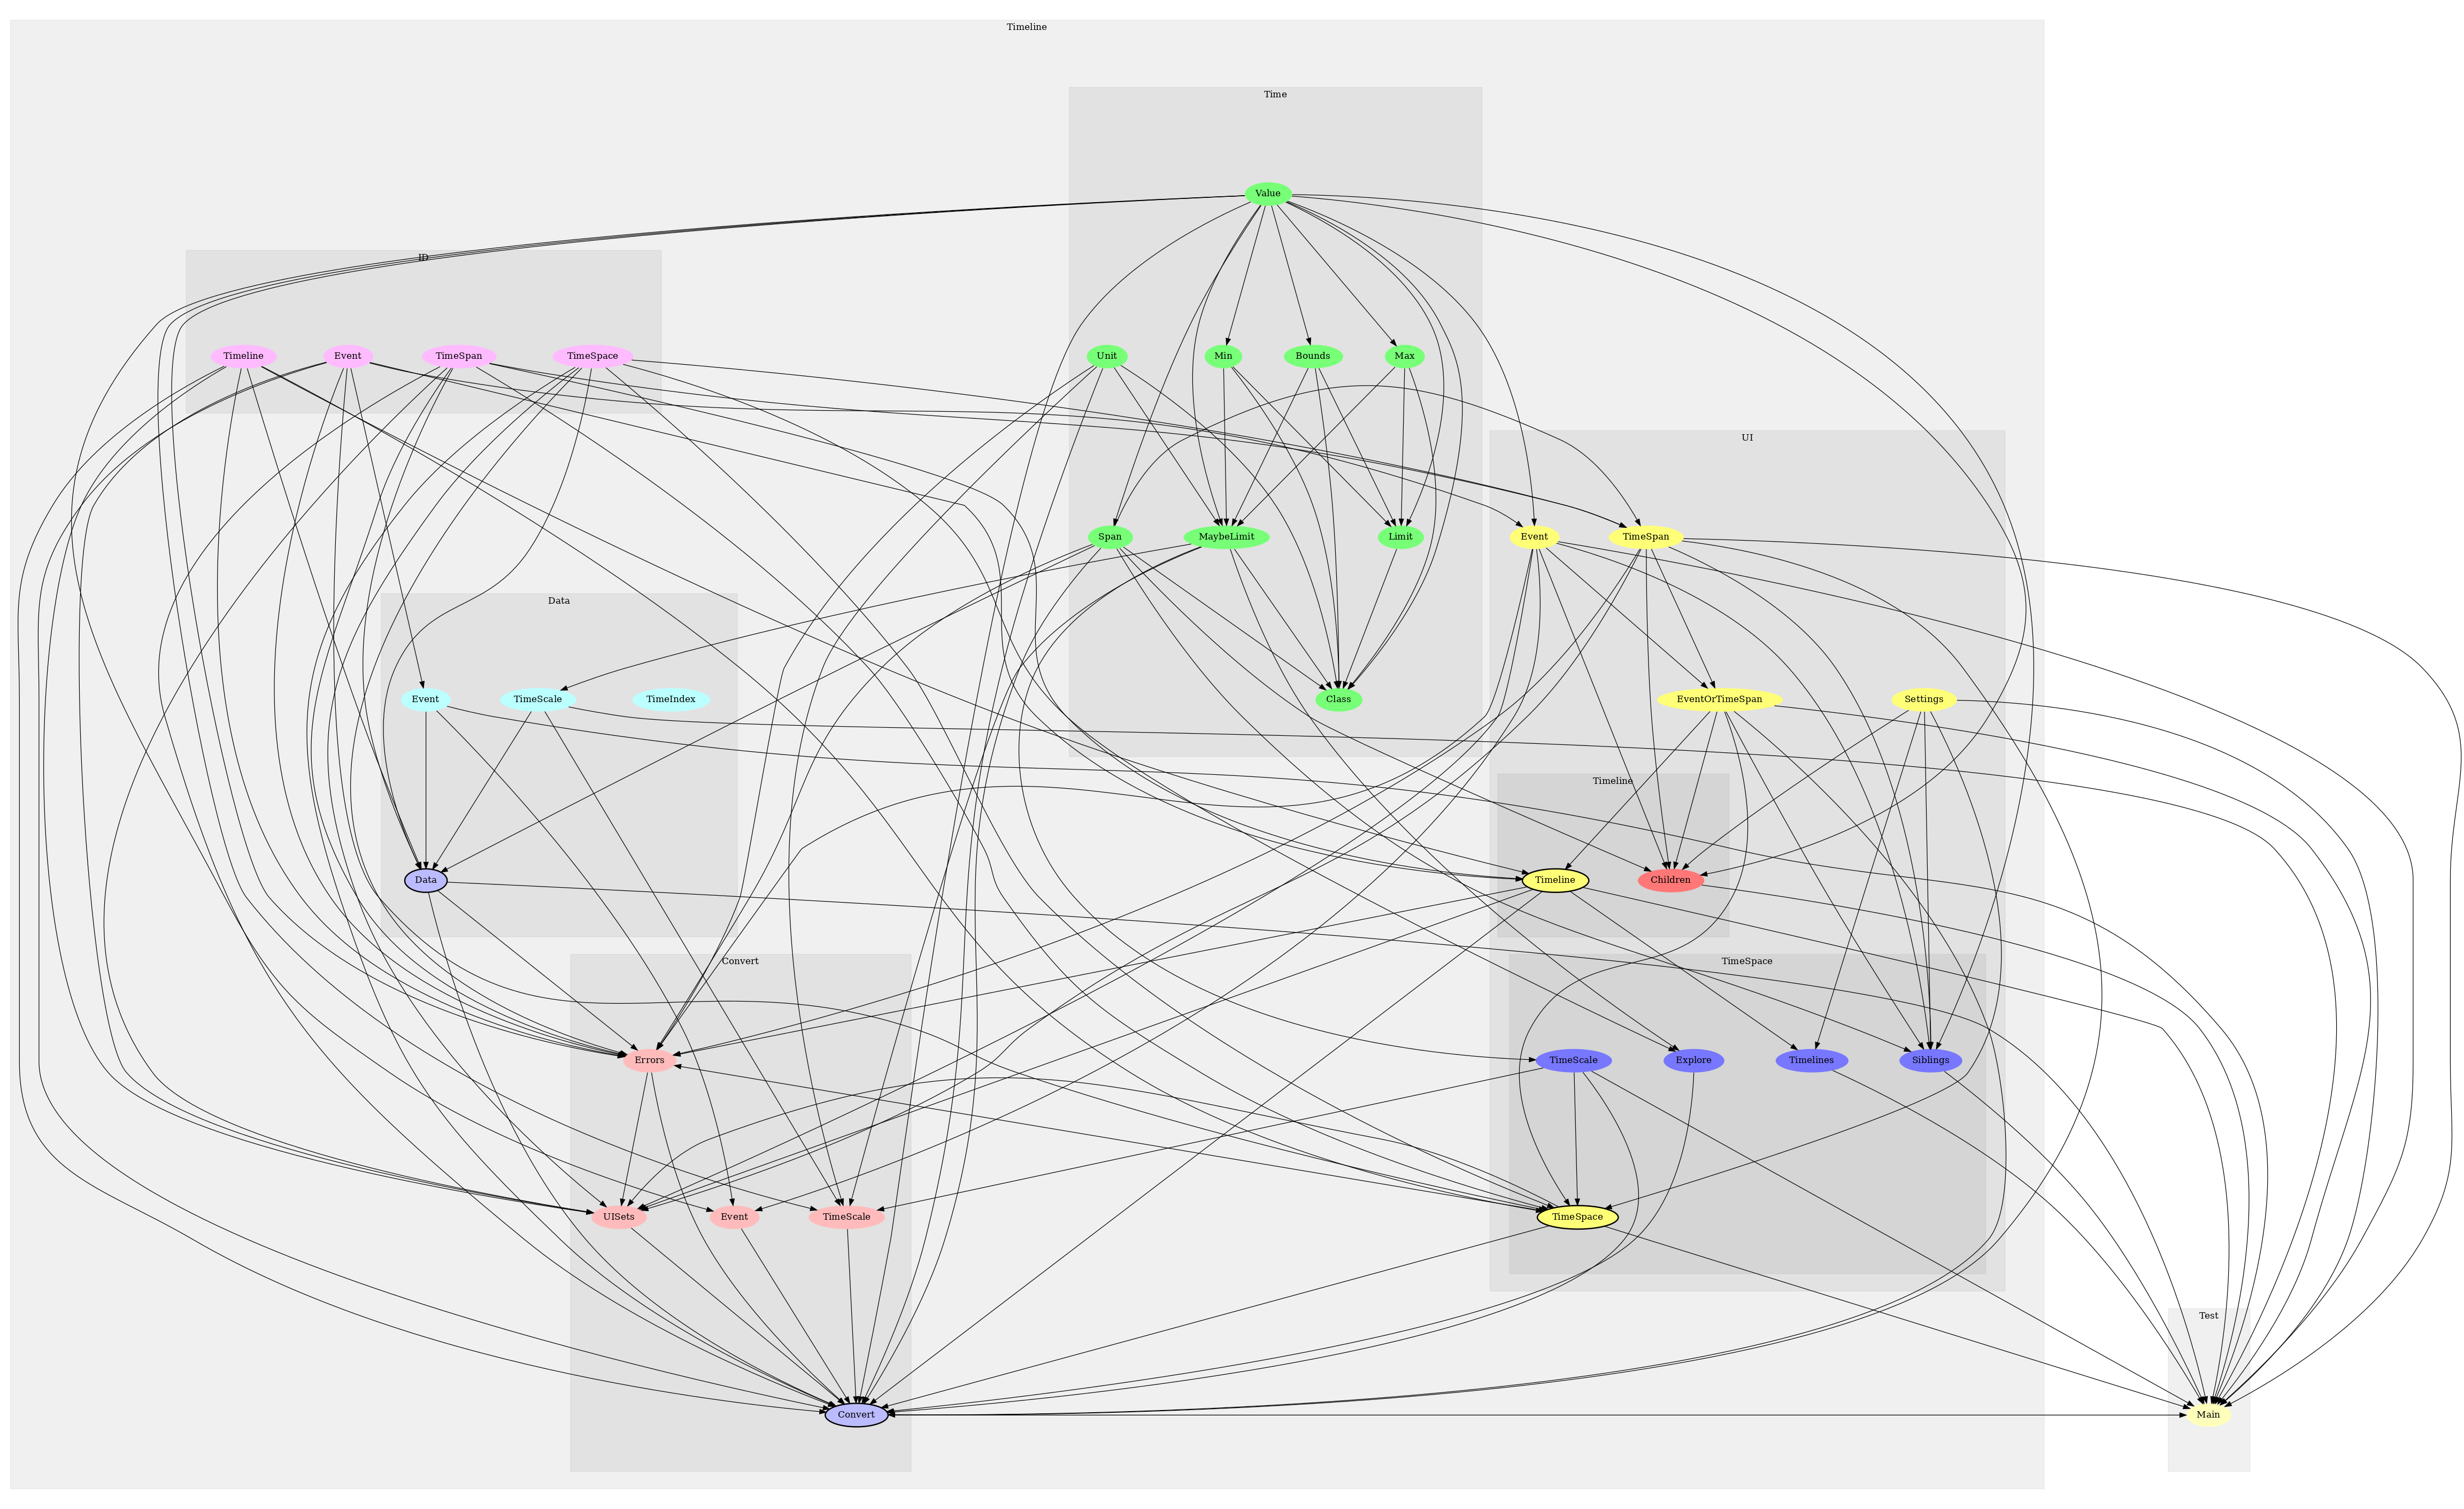 Timeline
Time
Value
ID
Timeline
Event
TimeSpan
TimeSpace
Unit
Min
Bounds
Max
UI
Span
MaybeLimit
Limit
Event
TimeSpan
Data
Event
TimeScale
TimeIndex
Class
EventOrTimeSpan
Settings
Timeline
Data
Timeline
Children
Convert
TimeSpace
Errors
TimeScale
Explore
Timelines
Siblings
UISets
Event
TimeScale
TimeSpace
Test
Convert
Main